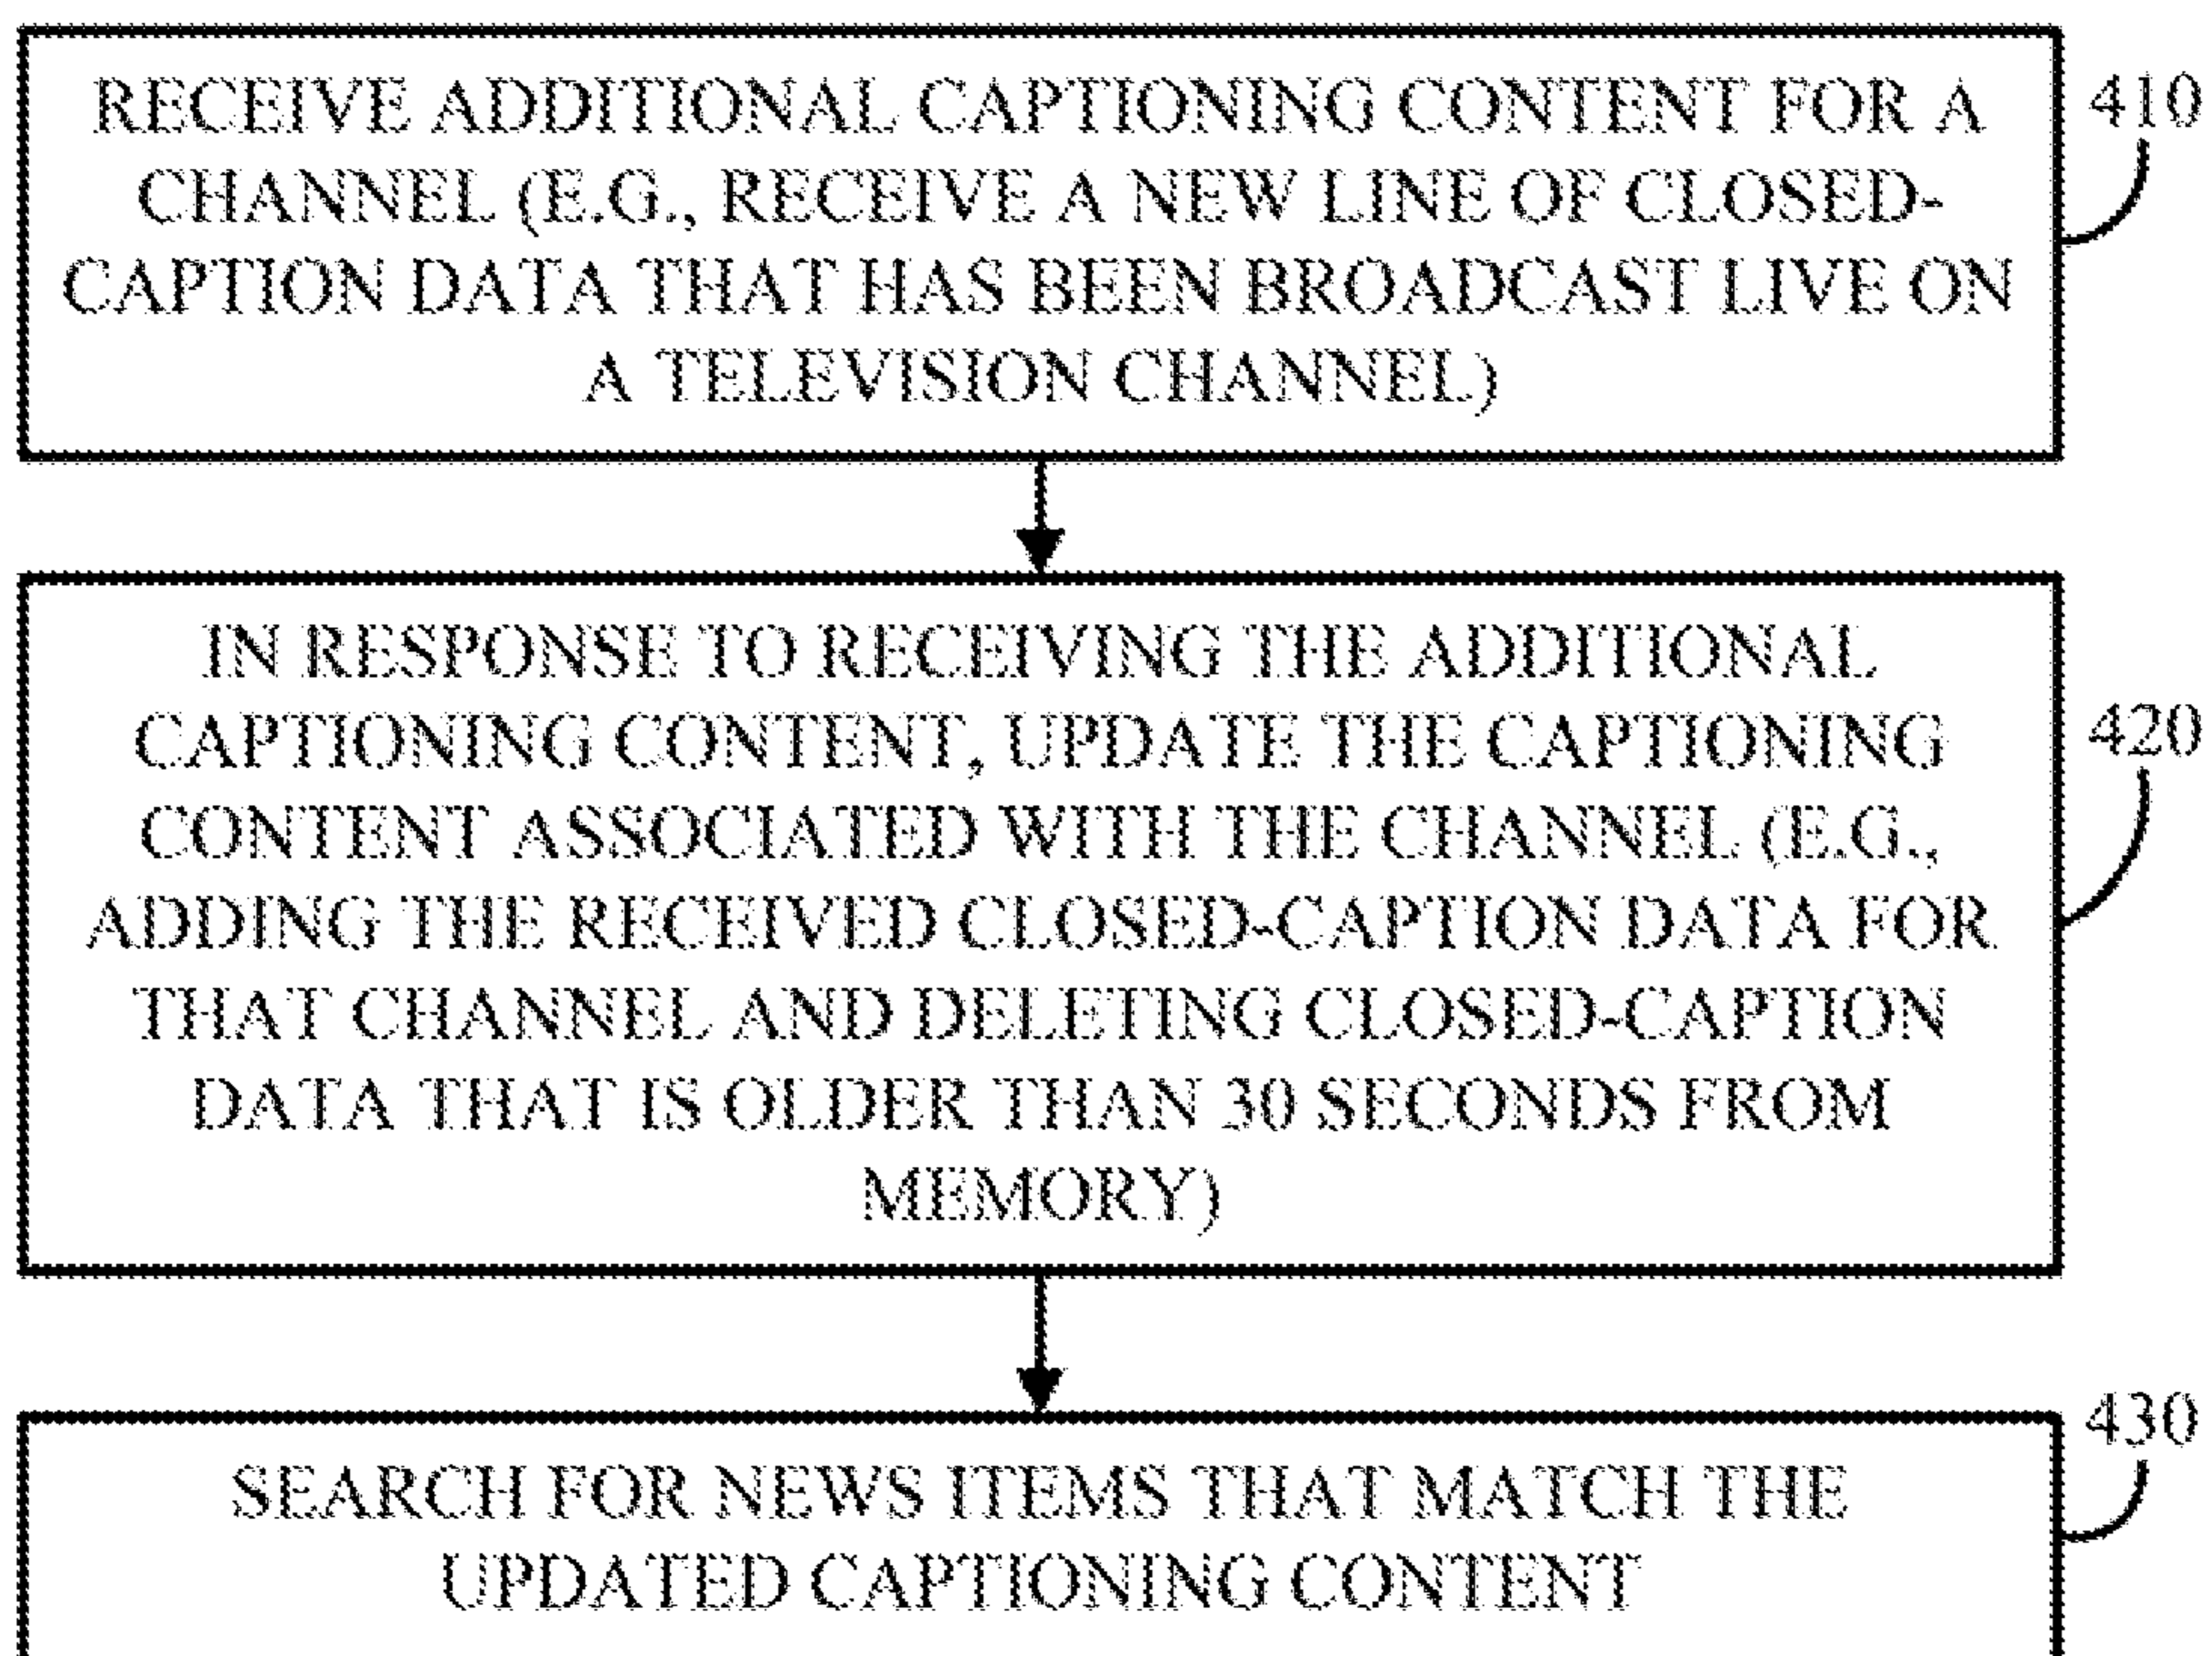 RECEIVE ADDITIONAL CAPTIONING CONTENT FOR A
CHANNEL (E.G., RECEIVE A NEW LINE OF CLOSED-
CAPTION DATA THAT HAS BEEN BROADCAST LIVE ON
A TELEVISION CHANNEL)
410
IN RESPONSE TO RECEIVING THE ADDITIONAL
CAPTIONING CONTENT, UPDATE THE CAPTIONING
CONTENT ASSOCIATED WITH THE CHANNEL (E.G.,
ADDING THE RECEIVED CLOSED-CAPTION DATA FOR
THAT CHANNEL AND DELETING CLOSED-CAPTION
DATA THAT IS OLDER THAN 30 SECONDS FROM
MEMORY)
420
SEARCH FOR NEWS ITEMS THAT MATCH THE
UPDATED CAPTIONING CONTENT
430